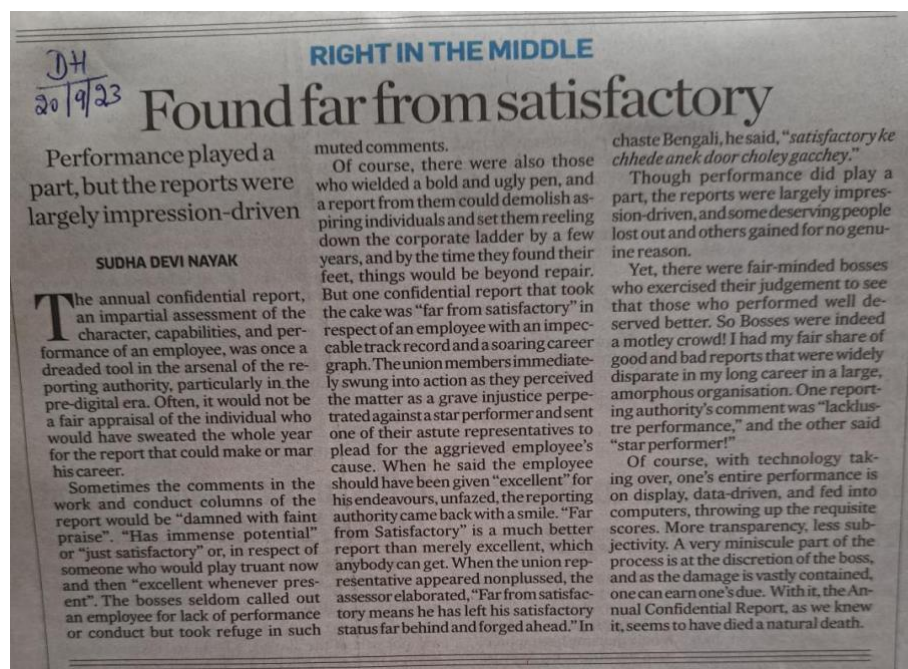 DH
20/9/23
RIGHT IN THE MIDDLE
Found far from satisfactory
Performance played a
part, but the reports were
largely impression-driven
SUDHA DEVI NAYAK
The annual confidential report,
an impartial assessment of the
character, capabilities, and per-
formance of an employee, was once a
dreaded tool in the arsenal of the re-
porting authority, particularly in the
pre-digital era. Often, it would not be
a fair appraisal of the individual who
would have sweated the whole year
for the report that could make or mar
his career.
Sometimes the comments in the
work and conduct columns of the
report would be “damned with faint
praise”. “Has immense potential”
or “just satisfactory” or, in respect of
someone who would play truant now
and then “excellent whenever pres-
ent”. The bosses seldom called out
an employee for lack of performance
or conduct but took refuge in such
muted comments.
Of course, there were also those
who wielded a bold and ugly pen, and
a report from them could demolish as-
piring individuals and set them reeling
down the corporate ladder by a few
years, and by the time they found their
feet, things would be beyond repair.
But one confidential report that took
the cake was “far from satisfactory” in
respect of an employee with an impec-
cable track record and a soaring career
graph. The union members immediate-
ly swung into action as they perceived
the matter as a grave injustice perpe-
trated against a star performer and sent
one of their astute representatives to
plead for the aggrieved employee’s
cause. When he said the employee
should have been given “excellent” for
his endeavours, unfazed, the reporting
authority came back with a smile. “Far
from Satisfactory” is a much better
report than merely excellent, which
anybody can get. When the union rep-
resentative appeared nonplussed, the
assessor elaborated, “Far from satisfac-
tory means he has left his satisfactory
status far behind and forged ahead.” In
chaste Bengali, he said, “satisfactory ke
chhede anek door choley gacchey.”
Though performance did play a
part, the reports were largely impres-
sion-driven, and some deserving people
lost out and others gained for no genu-
ine reason.
Yet, there were fair-minded bosses
who exercised their judgement to see
that those who performed well de-
served better. So Bosses were indeed
a motley crowd! I had my fair share of
good and bad reports that were widely
disparate in my long career in a large,
amorphous organisation. One report-
ing authority’s comment was “lacklus-
tre performance,” and the other said
“star performer!”
Of course, with technology tak-
ing over, one’s entire performance is
on display, data-driven, and fed into
computers, throwing up the requisite
scores. More transparency, less sub-
jectivity. A very miniscule part of the
process is at the discretion of the boss,
and as the damage is vastly contained,
one can earn one’s due. With it, the An-
nual Confidential Report, as we knew
it, seems to have died a natural death.